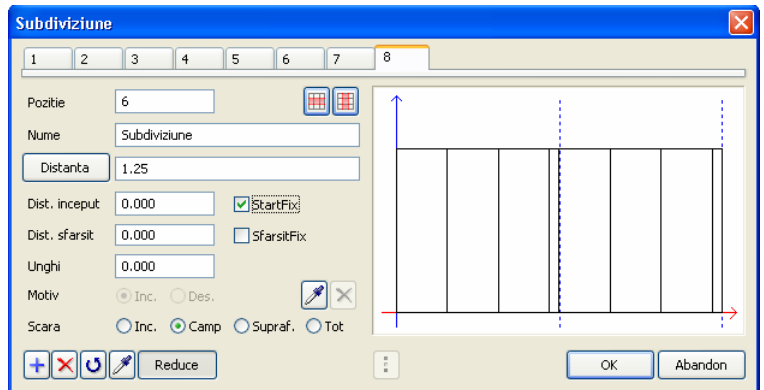 Subdiviziune
1 2 3 4 5 6 7 8
Pozitie 6
Nume Subdiviziune
Distanta 1.25
Dist. inceput 0.000 StartFix
Dist. sfarsit 0.000 SfarsitFix
Unghi 0.000
Motiv Inc. Des.
Scara Inc. Camp Supraf. Tot
Reduce OK Abandon